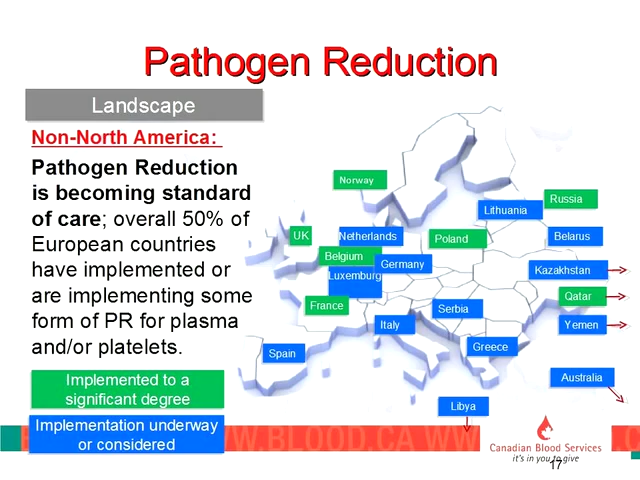 Pathogen Reduction
Landscape
Non-North America:
Pathogen Reduction
is becoming standard
of care; overall 50% of
European countries
have implemented or
are implementing some
form of PR for plasma
and/or platelets.
Implemented to a
significant degree
Implementation underway
or considered
Norway
Russia
Lithuania
UK
Netherlands
Poland
Belarus
Belgium
Germany
Luxemburg
Kazakhstan
France
Qatar
Serbia
Italy
Yemen
Spain
Greece
Australia
Libya
WW.BLOOD.CA WW
Canadian Blood Services
it's in you to give
17